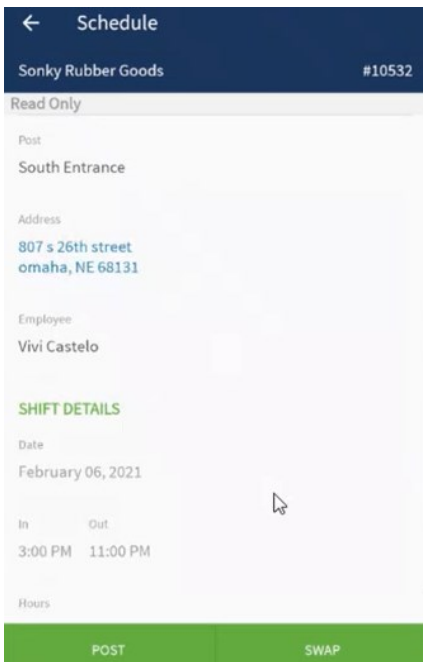 Schedule
Sonky Rubber Goods #10532
Read Only
Post
South Entrance
Address
807 s 26th street
omaha, NE 68131
Employee
Vivi Castelo
SHIFT DETAILS
Date
February 06, 2021
In Out
3:00 PM 11:00 PM
Hours
POST SWAP